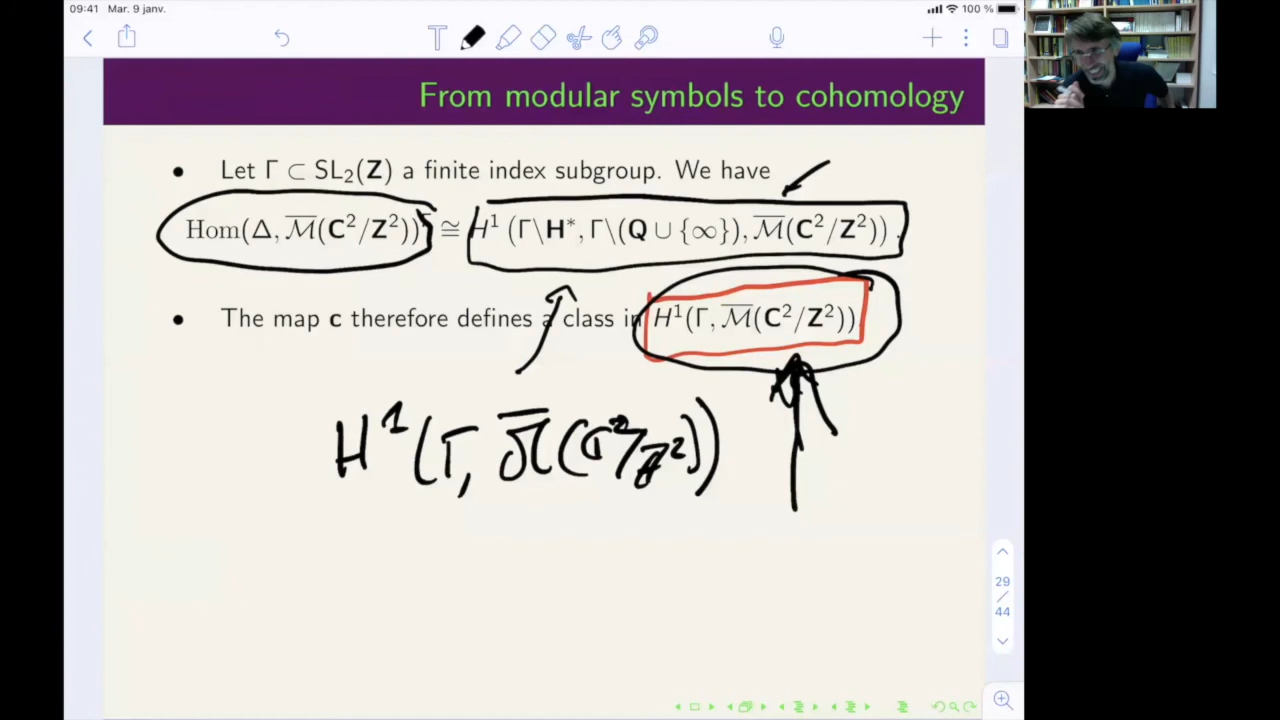 09:41 Mar. 9 janv. 100 %
T
From modular symbols to cohomology
• Let Γ ⊂ SL₂(Z) a finite index subgroup. We have
Hom(Δ, M̅(C²/Z²))^Γ ≅ H¹ (Γ\H*, Γ\(Q ∪ {∞}), M̅(C²/Z²)) .
• The map c therefore defines a class in H¹(Γ, M̅(C²/Z²)).
H¹(Γ, M̅(C²/Z²))
29
/
44